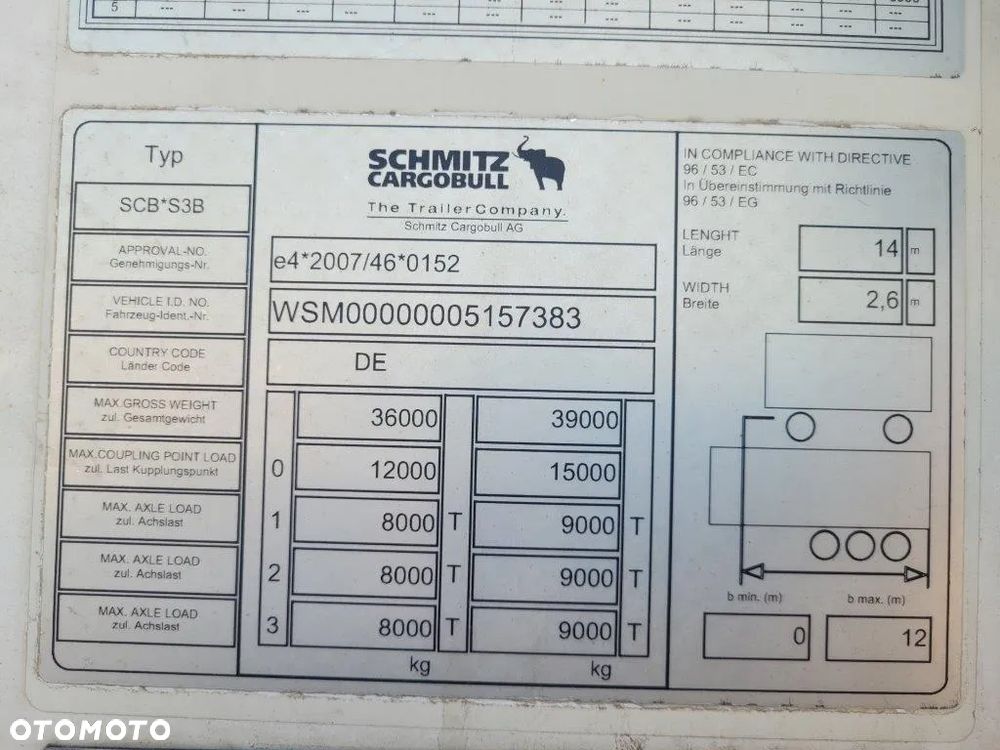 5 --- --- --- --- --- --- --- --- ---
--- --- --- --- --- --- --- --- ---
Typ
SCB*S3B
SCHMITZ
CARGOBULL
The TrailerCompany.
Schmitz Cargobull AG
IN COMPLIANCE WITH DIRECTIVE
96 / 53 / EC
In Übereinstimmung mit Richtlinie
96 / 53 / EG
APPROVAL-NO.
Genehmigungs-Nr.
e4*2007/46*0152
LENGHT
Länge
14 m
VEHICLE I.D. NO.
Fahrzeug-Ident.-Nr.
WSM00000005157383
WIDTH
Breite
2,6 m
COUNTRY CODE
Länder Code
DE
MAX.GROSS WEIGHT
zul. Gesamtgewicht
36000 39000
MAX.COUPLING POINT LOAD
zul. Last Kupplungspunkt
0 12000 15000
MAX. AXLE LOAD
zul. Achslast
1 8000 T 9000 T
MAX. AXLE LOAD
zul. Achslast
2 8000 T 9000 T
MAX. AXLE LOAD
zul. Achslast
3 8000 T 9000 T
kg kg
b min. (m) b max. (m)
0 12
OTOMOTO